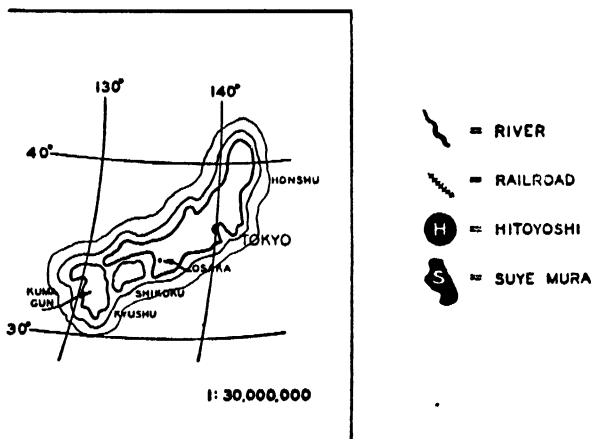 130°
140°
40°
HONSHU
TOKYO
OSAKA
KUMA
GUN
SHIKOKU
KYUSHU
30°
1: 30,000,000
= RIVER
= RAILROAD
H = HITOYOSHI
S = SUYE MURA